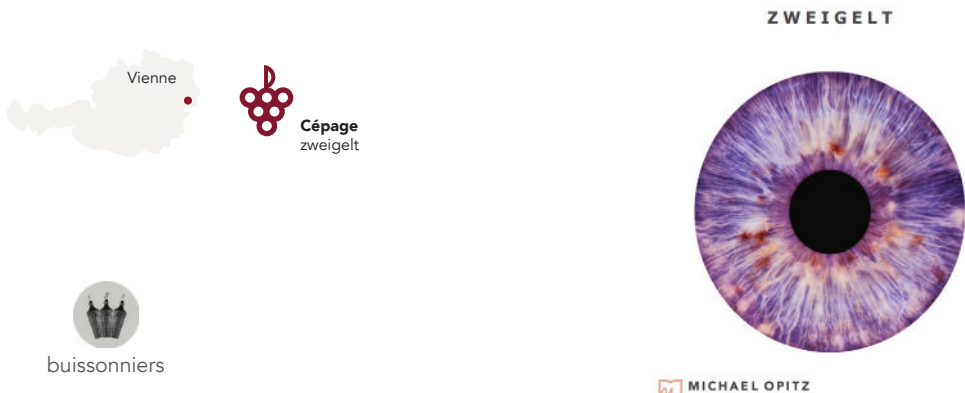 ZWEIGELT
Vienne
Cépage
zweigelt
buissonniers
MICHAEL OPITZ